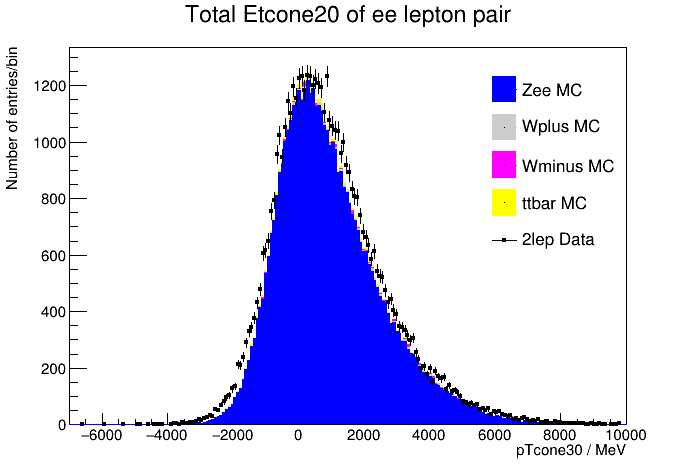 Total Etcone20 of ee lepton pair
Number of entries/bin
1200
1000
800
600
400
200
0
Zee MC
Wplus MC
Wminus MC
ttbar MC
2lep Data
−6000 −4000 −2000 0 2000 4000 6000 8000 10000
pTcone30 / MeV